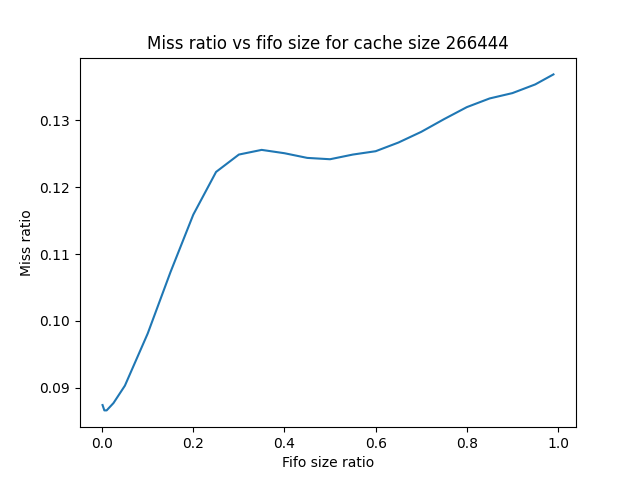 Miss ratio vs fifo size for cache size 266444
0.13
0.12
0.11
0.10
0.09
Miss ratio
0.0 0.2 0.4 0.6 0.8 1.0
Fifo size ratio